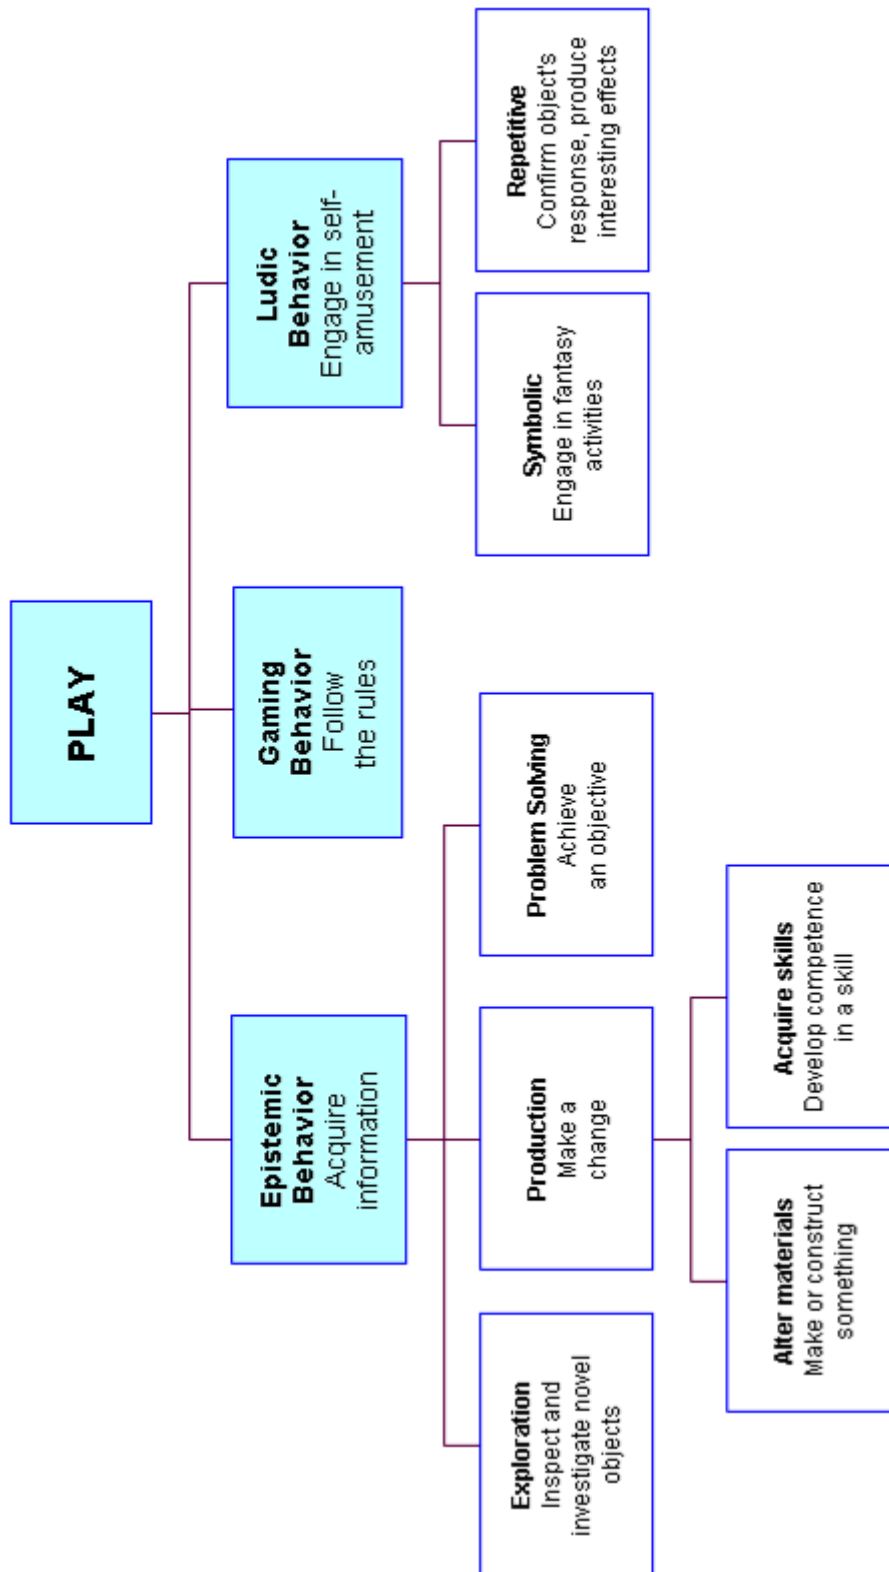 PLAY
Epistemic
Behavior
Acquire
information
Gaming
Behavior
Follow
the rules
Ludic
Behavior
Engage in self-
amusement
Exploration
Inspect and
investigate novel
objects
Production
Make a
change
Problem Solving
Achieve
an objective
Symbolic
Engage in fantasy
activities
Repetitive
Confirm object's
response, produce
interesting effects
Alter materials
Make or construct
something
Acquire skills
Develop competence
in a skill